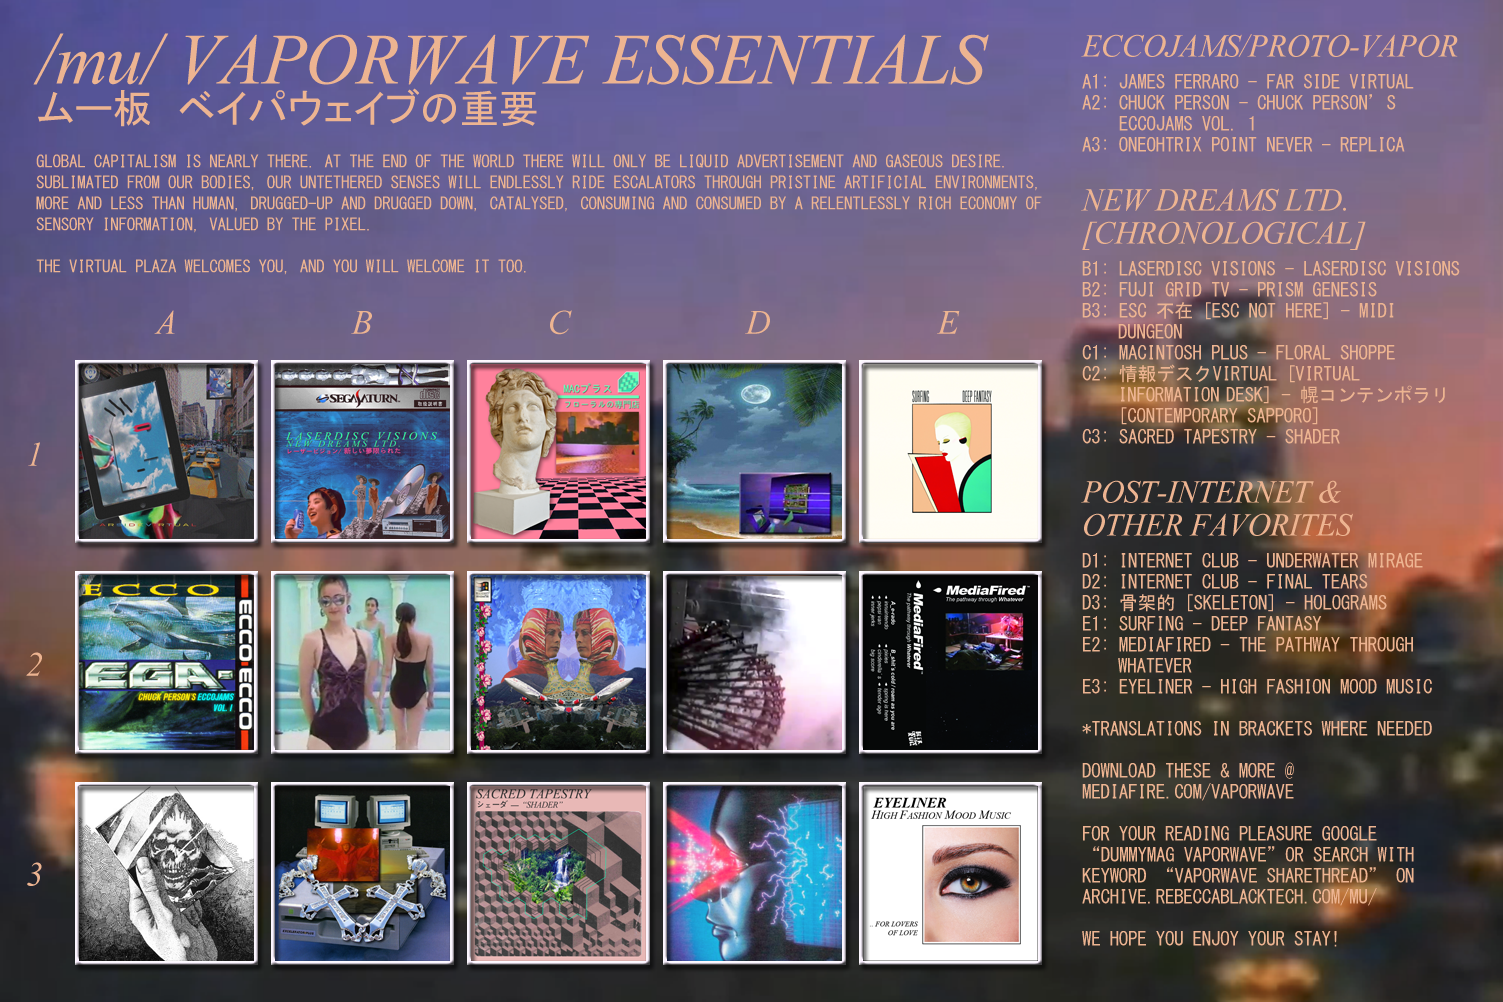 /mu/ VAPORWAVE ESSENTIALS
ムー板 ベイパウェイブの重要
GLOBAL CAPITALISM IS NEARLY THERE. AT THE END OF THE WORLD THERE WILL ONLY BE LIQUID ADVERTISEMENT AND GASEOUS DESIRE.
SUBLIMATED FROM OUR BODIES, OUR UNTETHERED SENSES WILL ENDLESSLY RIDE ESCALATORS THROUGH PRISTINE ARTIFICIAL ENVIRONMENTS,
MORE AND LESS THAN HUMAN, DRUGGED-UP AND DRUGGED DOWN, CATALYSED, CONSUMING AND CONSUMED BY A RELENTLESSLY RICH ECONOMY OF
SENSORY INFORMATION, VALUED BY THE PIXEL.
THE VIRTUAL PLAZA WELCOMES YOU, AND YOU WILL WELCOME IT TOO.
A B C D E
1
SEGA SATURN
取扱説明書
LASERDISC VISIONS
NEW DREAMS LTD.
MACプラス
フローラルの専門店
SURFING DEEP FANTASY
2
ECCO
ECCO·ECCO
EGA-
CHUCK PERSON'S ECCOJAMS
VOL. 1
MediaFired
The pathway through Whatever
MediaFired
The pathway through Whatever
3
SACRED TAPESTRY
シェーダ — "SHADER"
EYELINER
HIGH FASHION MOOD MUSIC
.. FOR LOVERS
OF LOVE
ECCOJAMS/PROTO-VAPOR
A1: JAMES FERRARO - FAR SIDE VIRTUAL
A2: CHUCK PERSON - CHUCK PERSON'S
ECCOJAMS VOL. 1
A3: ONEOHTRIX POINT NEVER - REPLICA
NEW DREAMS LTD.
[CHRONOLOGICAL]
B1: LASERDISC VISIONS - LASERDISC VISIONS
B2: FUJI GRID TV - PRISM GENESIS
B3: ESC 不在 [ESC NOT HERE] - MIDI
DUNGEON
C1: MACINTOSH PLUS - FLORAL SHOPPE
C2: 情報デスクVIRTUAL [VIRTUAL
INFORMATION DESK] - 幌コンテンポラリ
[CONTEMPORARY SAPPORO]
C3: SACRED TAPESTRY - SHADER
POST-INTERNET &
OTHER FAVORITES
D1: INTERNET CLUB - UNDERWATER MIRAGE
D2: INTERNET CLUB - FINAL TEARS
D3: 骨架的 [SKELETON] - HOLOGRAMS
E1: SURFING - DEEP FANTASY
E2: MEDIAFIRED - THE PATHWAY THROUGH
WHATEVER
E3: EYELINER - HIGH FASHION MOOD MUSIC
*TRANSLATIONS IN BRACKETS WHERE NEEDED
DOWNLOAD THESE & MORE @
MEDIAFIRE.COM/VAPORWAVE
FOR YOUR READING PLEASURE GOOGLE
“DUMMYMAG VAPORWAVE” OR SEARCH WITH
KEYWORD “VAPORWAVE SHARETHREAD” ON
ARCHIVE.REBECCABLACKTECH.COM/MU/
WE HOPE YOU ENJOY YOUR STAY!